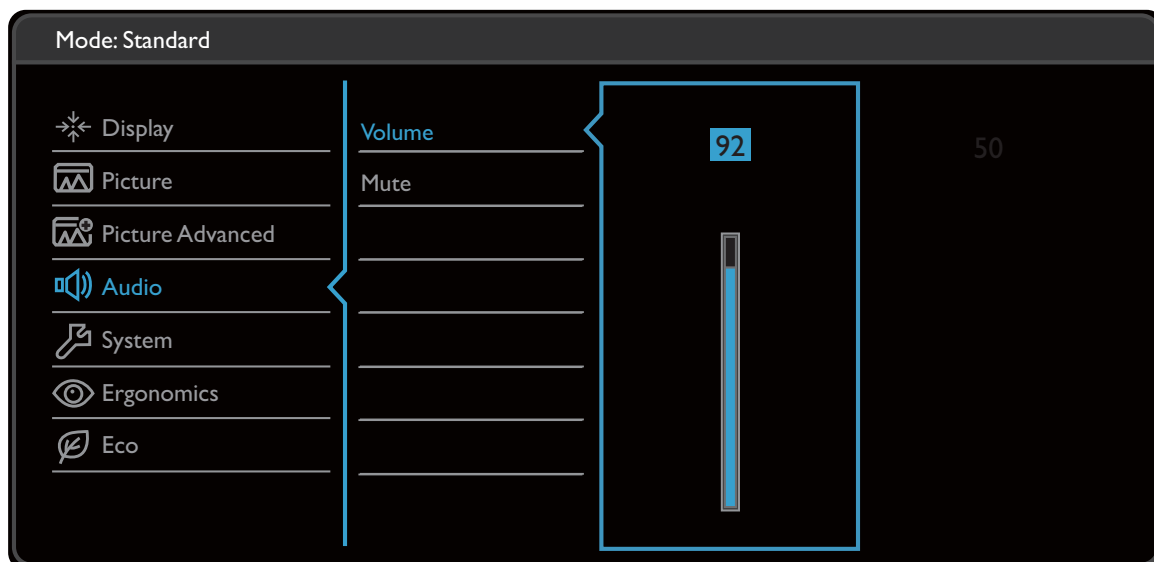 Mode: Standard
Display
Picture
Picture Advanced
Audio
System
Ergonomics
Eco
Volume
Mute
92
50